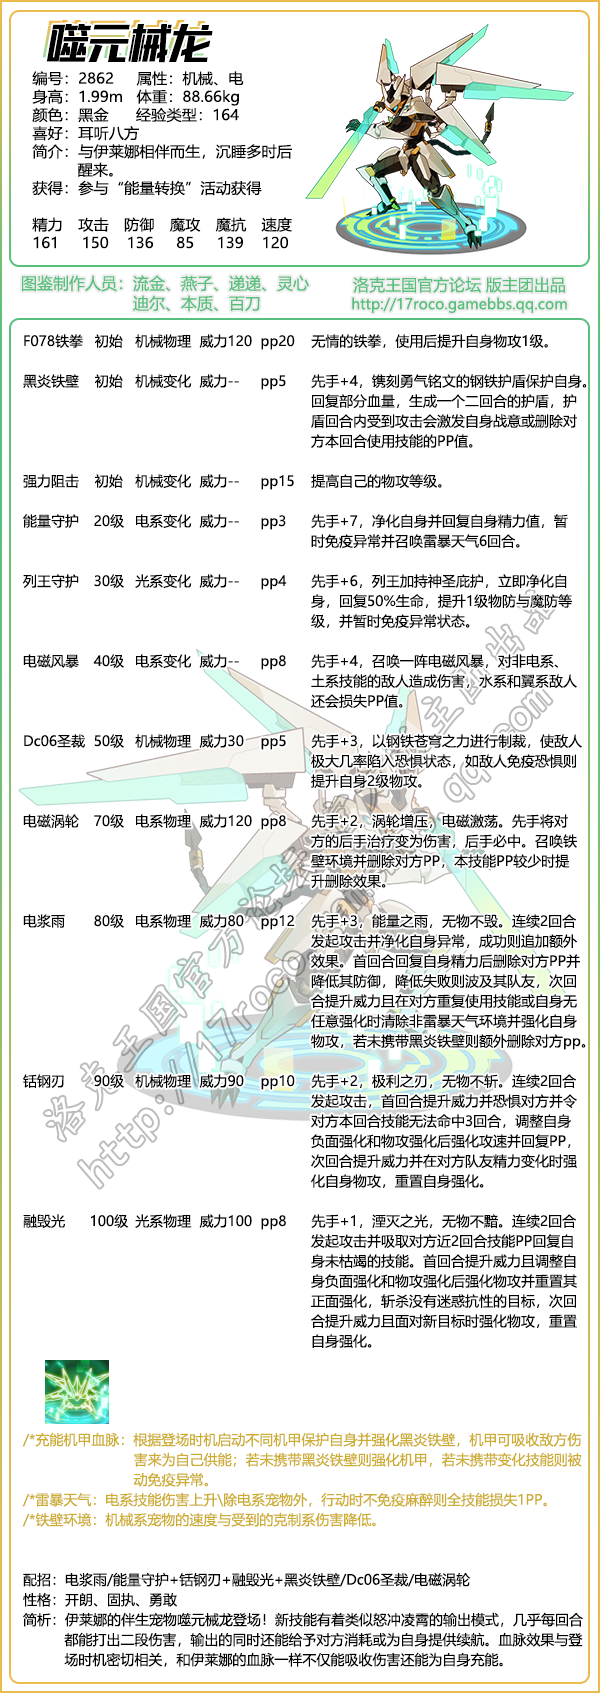 噬元械龙
编号：2862 属性：机械、电
身高：1.99m 体重：88.66kg
颜色：黑金 经验类型：164
喜好：耳听八方
简介：与伊莱娜相伴而生，沉睡多时后
醒来。
获得：参与“能量转换”活动获得
精力 攻击 防御 魔攻 魔抗 速度
161 150 136 85 139 120
图鉴制作人员：流金、燕子、递递、灵心
迪尔、本质、百刀
洛克王国官方论坛 版主团出品
http://17roco.gamebbs.qq.com
F078铁拳 初始 机械物理 威力120 pp20 无情的铁拳，使用后提升自身物攻1级。
黑炎铁壁 初始 机械变化 威力-- pp5 先手+4，镌刻勇气铭文的钢铁护盾保护自身。
回复部分血量，生成一个二回合的护盾，护
盾回合内受到攻击会激发自身战意或删除对
方本回合使用技能的PP值。
强力阻击 初始 机械变化 威力-- pp15 提高自己的物攻等级。
能量守护 20级 电系变化 威力-- pp3 先手+7，净化自身并回复自身精力值，暂
时免疫异常并召唤雷暴天气6回合。
列王守护 30级 光系变化 威力-- pp4 先手+6，列王加持神圣庇护，立即净化自
身，回复50%生命，提升1级物防与魔防等
级，并暂时免疫异常状态。
电磁风暴 40级 电系变化 威力-- pp8 先手+4，召唤一阵电磁风暴，对非电系、
土系技能的敌人造成伤害，水系和翼系敌人
还会损失PP值。
Dc06圣裁 50级 机械物理 威力30 pp5 先手+3，以钢铁苍穹之力进行制裁，使敌人
极大几率陷入恐惧状态，如敌人免疫恐惧则
提升自身2级物攻。
电磁涡轮 70级 电系物理 威力120 pp8 先手+2，涡轮增压，电磁激荡。先手将对
方的后手治疗变为伤害，后手必中。召唤铁
壁环境并删除对方PP，本技能PP较少时提
升删除效果。
电浆雨 80级 电系物理 威力80 pp12 先手+3，能量之雨，无物不毁。连续2回合
发起攻击并净化自身异常，成功则追加额外
效果。首回合回复自身精力后删除对方PP并
降低其防御，降低失败则波及其队友，次回
合提升威力且在对方重复使用技能或自身无
任意强化时清除非雷暴天气环境并强化自身
物攻，若未携带黑炎铁壁则额外删除对方pp。
铦钢刃 90级 机械物理 威力90 pp10 先手+2，极利之刃，无物不斩。连续2回合
发起攻击，首回合提升威力并恐惧对方并令
对方本回合技能无法命中3回合，调整自身
负面强化和物攻强化后强化攻速并回复PP，
次回合提升威力并在对方队友精力变化时强
化自身物攻，重置自身强化。
融毁光 100级 光系物理 威力100 pp8 先手+1，湮灭之光，无物不黯。连续2回合
发起攻击并吸取对方近2回合技能PP回复自
身未枯竭的技能。首回合提升威力且调整自
身负面强化和物攻强化后强化物攻并重置其
正面强化，斩杀没有迷惑抗性的目标，次回
合提升威力且面对新目标时强化物攻，重置
自身强化。
/*充能机甲血脉：根据登场时机启动不同机甲保护自身并强化黑炎铁壁，机甲可吸收敌方伤
害来为自己供能；若未携带黑炎铁壁则强化机甲，若未携带变化技能则被
动免疫异常。
/*雷暴天气：电系技能伤害上升\除电系宠物外，行动时不免疫麻醉则全技能损失1PP。
/*铁壁环境：机械系宠物的速度与受到的克制系伤害降低。
配招：电浆雨/能量守护+铦钢刃+融毁光+黑炎铁壁/Dc06圣裁/电磁涡轮
性格：开朗、固执、勇敢
简析：伊莱娜的伴生宠物噬元械龙登场！新技能有着类似怒冲凌霄的输出模式，几乎每回合
都能打出二段伤害，输出的同时还能给予对方消耗或为自身提供续航。血脉效果与登
场时机密切相关，和伊莱娜的血脉一样不仅能吸收伤害还能为自身充能。
洛克王国官方论坛 版主团出品
http://17roco.gamebbs.qq.com